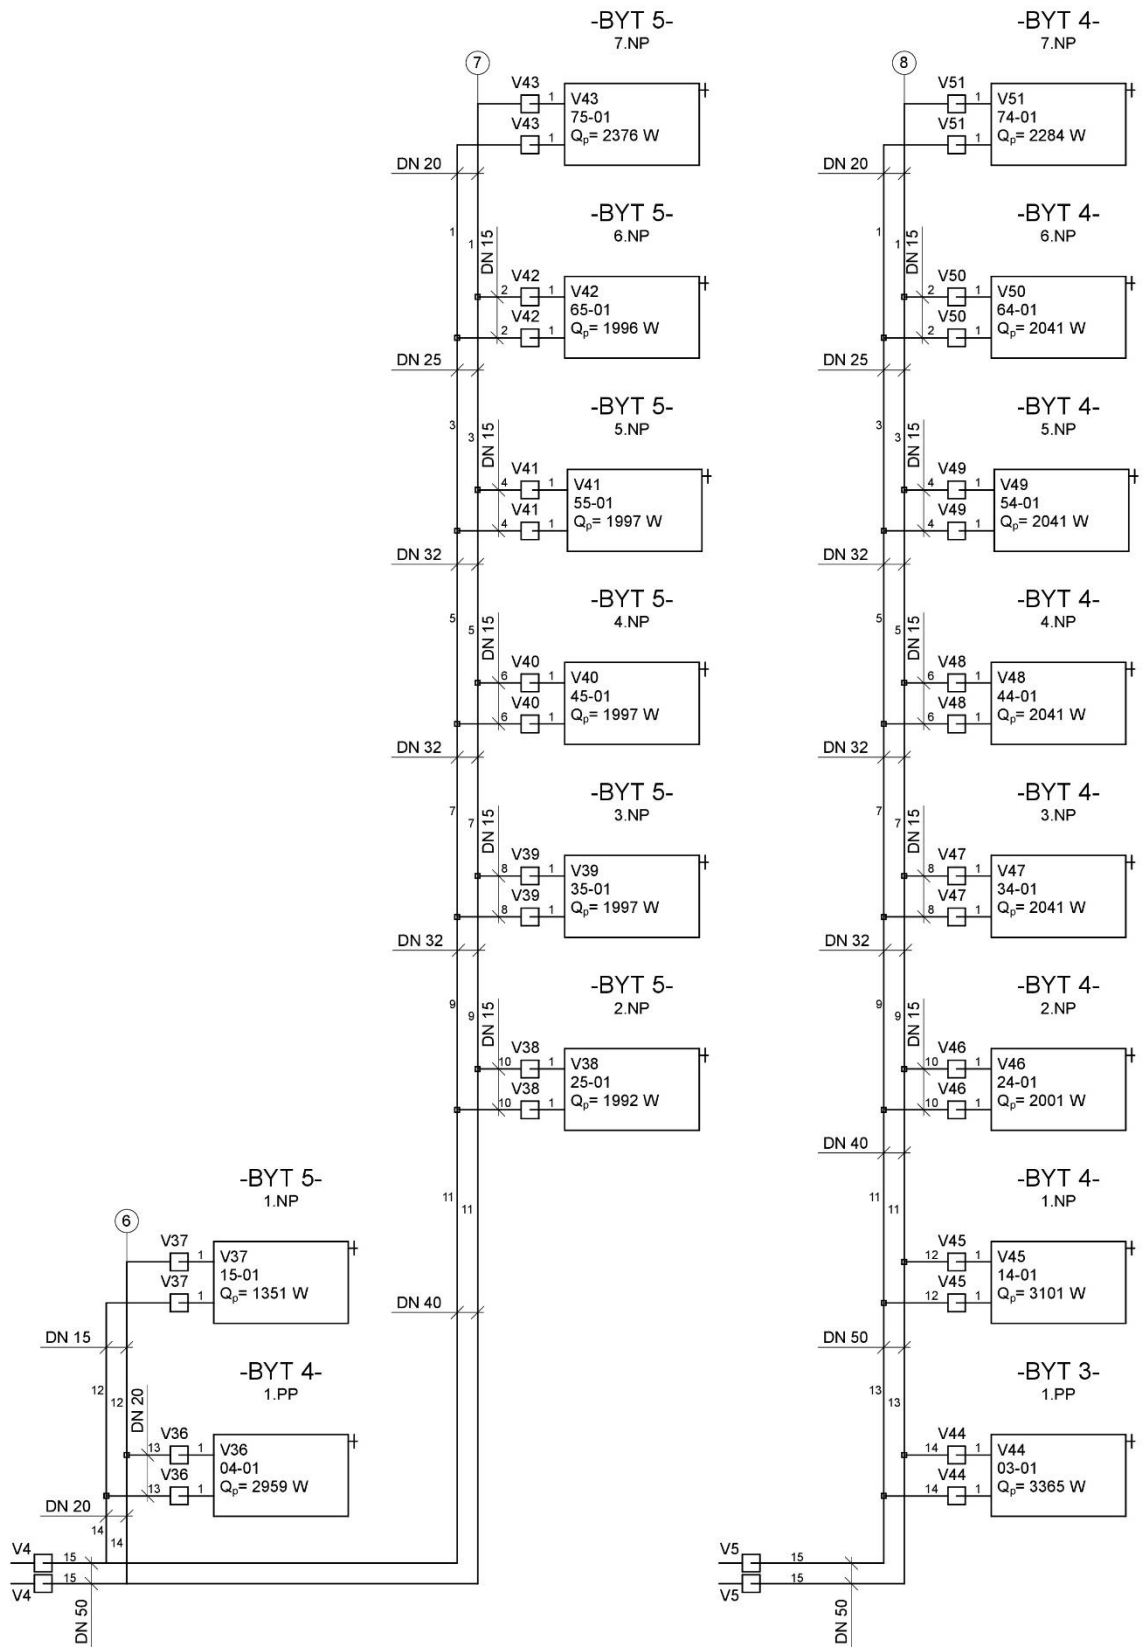 -BYT 5-
7.NP
7
V43
1
V43
1
V43
75-01
Qp= 2376 W
DN 20
-BYT 5-
6.NP
1
1
DN 15
V42
2
1
V42
2
1
V42
65-01
Qp= 1996 W
DN 25
-BYT 5-
5.NP
3
3
DN 15
V41
4
1
V41
4
1
V41
55-01
Qp= 1997 W
DN 32
-BYT 5-
4.NP
5
5
DN 15
V40
6
1
V40
6
1
V40
45-01
Qp= 1997 W
DN 32
-BYT 5-
3.NP
7
7
DN 15
V39
8
1
V39
8
1
V39
35-01
Qp= 1997 W
DN 32
-BYT 5-
2.NP
9
9
DN 15
V38
10
1
V38
10
1
V38
25-01
Qp= 1992 W
11
11
DN 40
-BYT 5-
1.NP
6
V37
1
V37
1
V37
15-01
Qp= 1351 W
DN 15
-BYT 4-
1.PP
12
12
DN 20
V36
13
1
V36
13
1
V36
04-01
Qp= 2959 W
DN 20
14
14
V4
15
V4
15
DN 50
-BYT 4-
7.NP
8
V51
1
V51
1
V51
74-01
Qp= 2284 W
DN 20
-BYT 4-
6.NP
1
1
DN 15
V50
2
1
V50
2
1
V50
64-01
Qp= 2041 W
DN 25
-BYT 4-
5.NP
3
3
DN 15
V49
4
1
V49
4
1
V49
54-01
Qp= 2041 W
DN 32
-BYT 4-
4.NP
5
5
DN 15
V48
6
1
V48
6
1
V48
44-01
Qp= 2041 W
DN 32
-BYT 4-
3.NP
7
7
DN 15
V47
8
1
V47
8
1
V47
34-01
Qp= 2041 W
DN 32
-BYT 4-
2.NP
9
9
DN 15
V46
10
1
V46
10
1
V46
24-01
Qp= 2001 W
DN 40
-BYT 4-
1.NP
11
11
V45
12
1
V45
12
1
V45
14-01
Qp= 3101 W
DN 50
-BYT 3-
1.PP
13
13
V44
14
1
V44
14
1
V44
03-01
Qp= 3365 W
V5
15
V5
15
DN 50